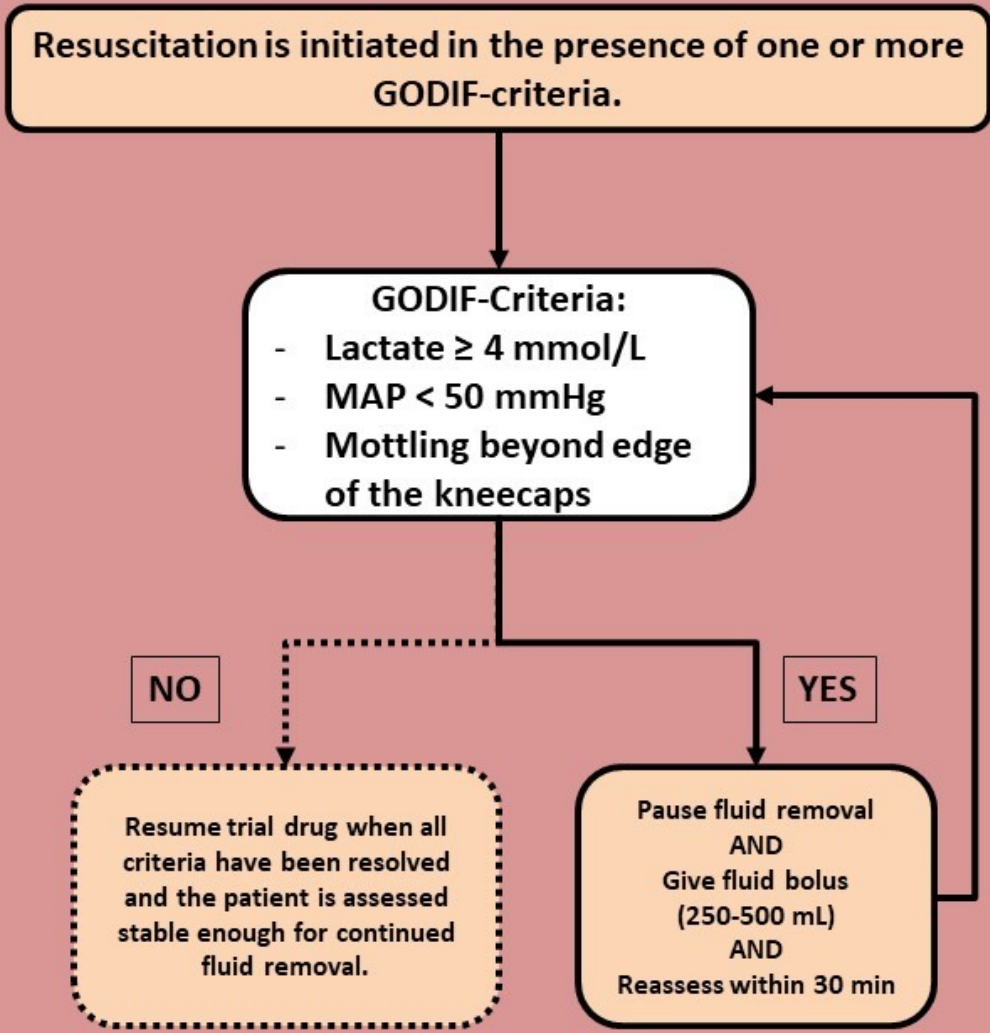 Resuscitation is initiated in the presence of one or more
GODIF-criteria.
GODIF-Criteria:
- Lactate ≥ 4 mmol/L
- MAP < 50 mmHg
- Mottling beyond edge
of the kneecaps
NO
YES
Resume trial drug when all
criteria have been resolved
and the patient is assessed
stable enough for continued
fluid removal.
Pause fluid removal
AND
Give fluid bolus
(250-500 mL)
AND
Reassess within 30 min